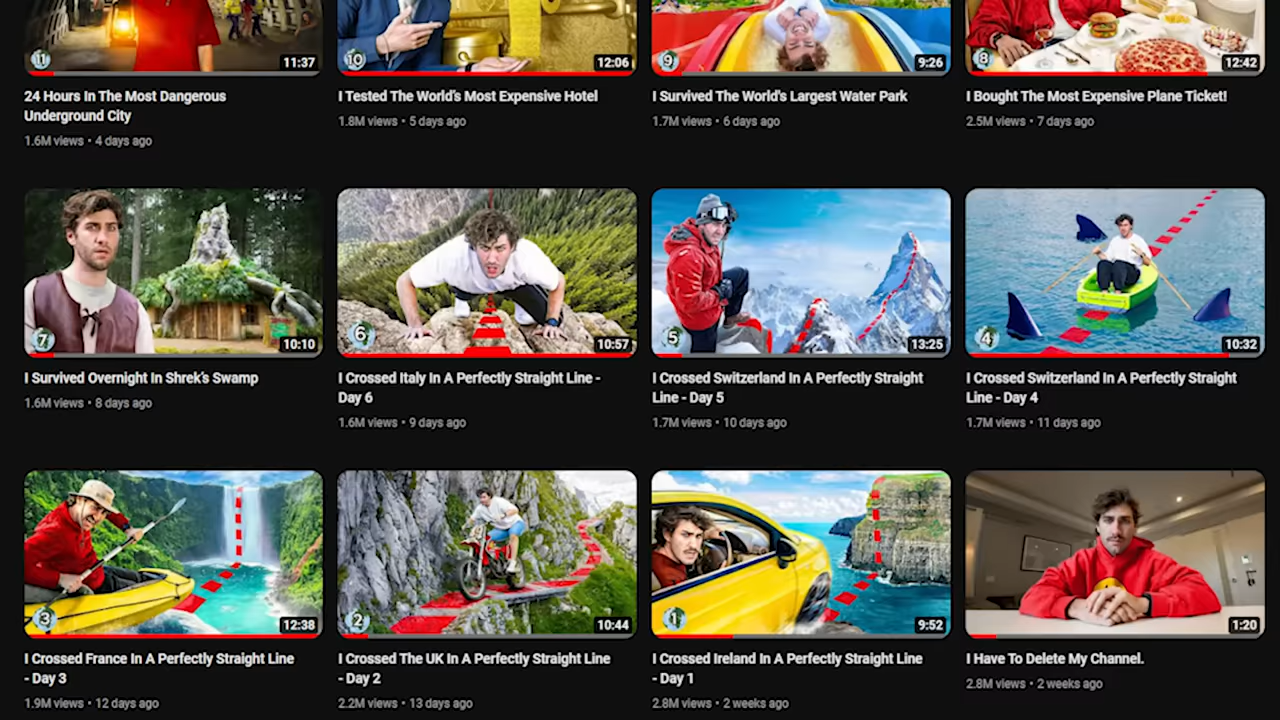 11
11:37
10
12:06
9
9:26
8
12:42
24 Hours In The Most Dangerous
Underground City
1.6M views • 4 days ago
I Tested The World's Most Expensive Hotel
1.8M views • 5 days ago
I Survived The World's Largest Water Park
1.7M views • 6 days ago
I Bought The Most Expensive Plane Ticket!
2.5M views • 7 days ago
7
10:10
6
10:57
5
13:25
4
10:32
I Survived Overnight In Shrek's Swamp
1.6M views • 8 days ago
I Crossed Italy In A Perfectly Straight Line -
Day 6
1.6M views • 9 days ago
I Crossed Switzerland In A Perfectly Straight
Line - Day 5
1.7M views • 10 days ago
I Crossed Switzerland In A Perfectly Straight
Line - Day 4
1.7M views • 11 days ago
3
12:38
2
10:44
1
9:52
1:20
I Crossed France In A Perfectly Straight Line
- Day 3
1.9M views • 12 days ago
I Crossed The UK In A Perfectly Straight Line
- Day 2
2.2M views • 13 days ago
I Crossed Ireland In A Perfectly Straight Line
- Day 1
2.8M views • 2 weeks ago
I Have To Delete My Channel.
2.8M views • 2 weeks ago